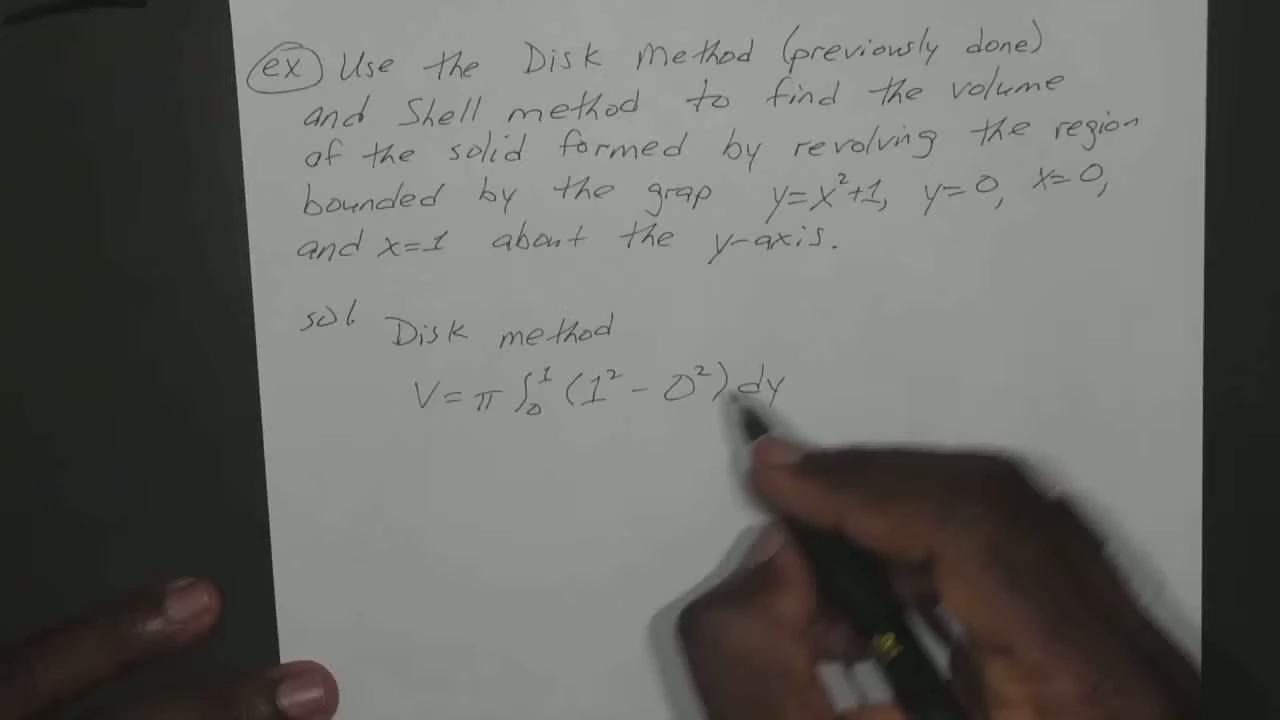 ex Use the Disk Method (previously done)
and Shell method to find the volume
of the solid formed by revolving the region
bounded by the grap y=x²+1, y=0, x=0,
and x=1 about the y-axis.
sol. Disk method
V=π∫₀¹(1²-0²)dy